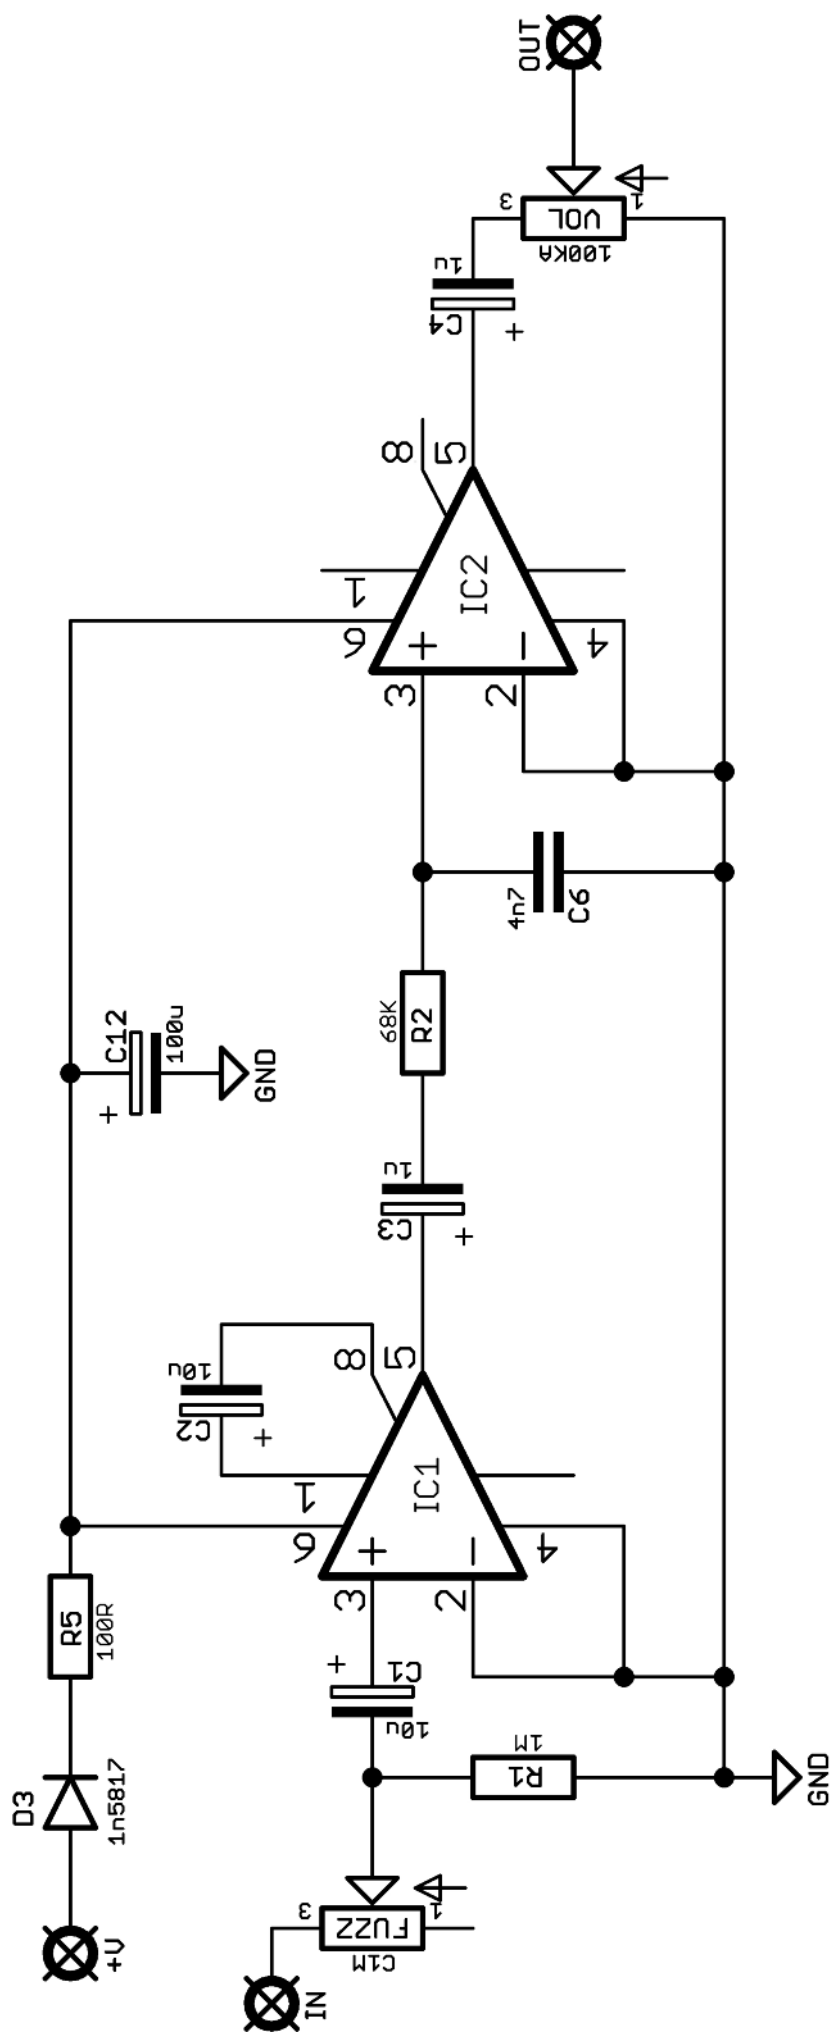 +V
D3
1n5817
R5
100R
C12
+
100u
GND
IN
FUZZ
C1M
3
1
R1
1M
GND
C1
+
10u
IC1
+
-
3
2
6
4
1
8
5
C2
+
10u
C3
+
1u
R2
68K
C6
4n7
IC2
+
-
3
2
6
4
1
8
5
C4
+
1u
VOL
100KA
3
1
OUT